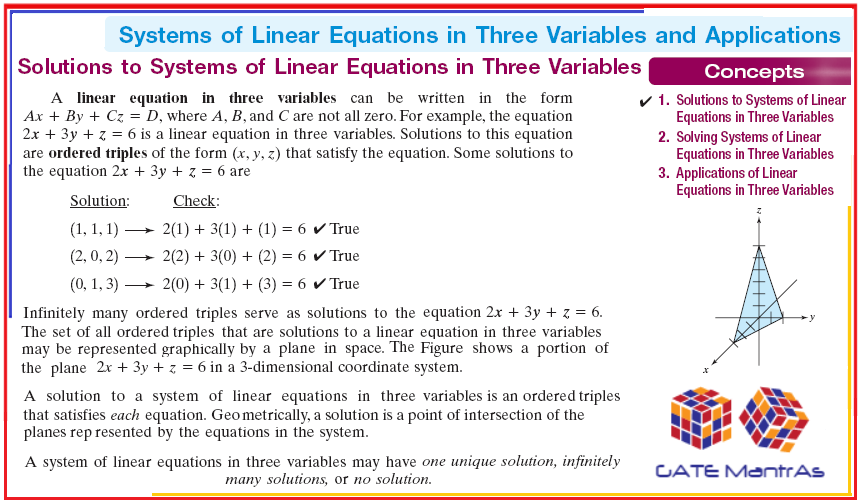 Systems of Linear Equations in Three Variables and Applications
Solutions to Systems of Linear Equations in Three Variables
A linear equation in three variables can be written in the form
Ax + By + Cz = D, where A, B, and C are not all zero. For example, the equation
2x + 3y + z = 6 is a linear equation in three variables. Solutions to this equation
are ordered triples of the form (x, y, z) that satisfy the equation. Some solutions to
the equation 2x + 3y + z = 6 are
Solution: Check:
(1, 1, 1) ⟶ 2(1) + 3(1) + (1) = 6 ✔ True
(2, 0, 2) ⟶ 2(2) + 3(0) + (2) = 6 ✔ True
(0, 1, 3) ⟶ 2(0) + 3(1) + (3) = 6 ✔ True
Infinitely many ordered triples serve as solutions to the equation 2x + 3y + z = 6.
The set of all ordered triples that are solutions to a linear equation in three variables
may be represented graphically by a plane in space. The Figure shows a portion of
the plane 2x + 3y + z = 6 in a 3-dimensional coordinate system.
A solution to a system of linear equations in three variables is an ordered triples
that satisfies each equation. Geo metrically, a solution is a point of intersection of the
planes rep resented by the equations in the system.
A system of linear equations in three variables may have one unique solution, infinitely
many solutions, or no solution.
Concepts
✔ 1. Solutions to Systems of Linear
Equations in Three Variables
2. Solving Systems of Linear
Equations in Three Variables
3. Applications of Linear
Equations in Three Variables
z
y
x
GATE MantrAs